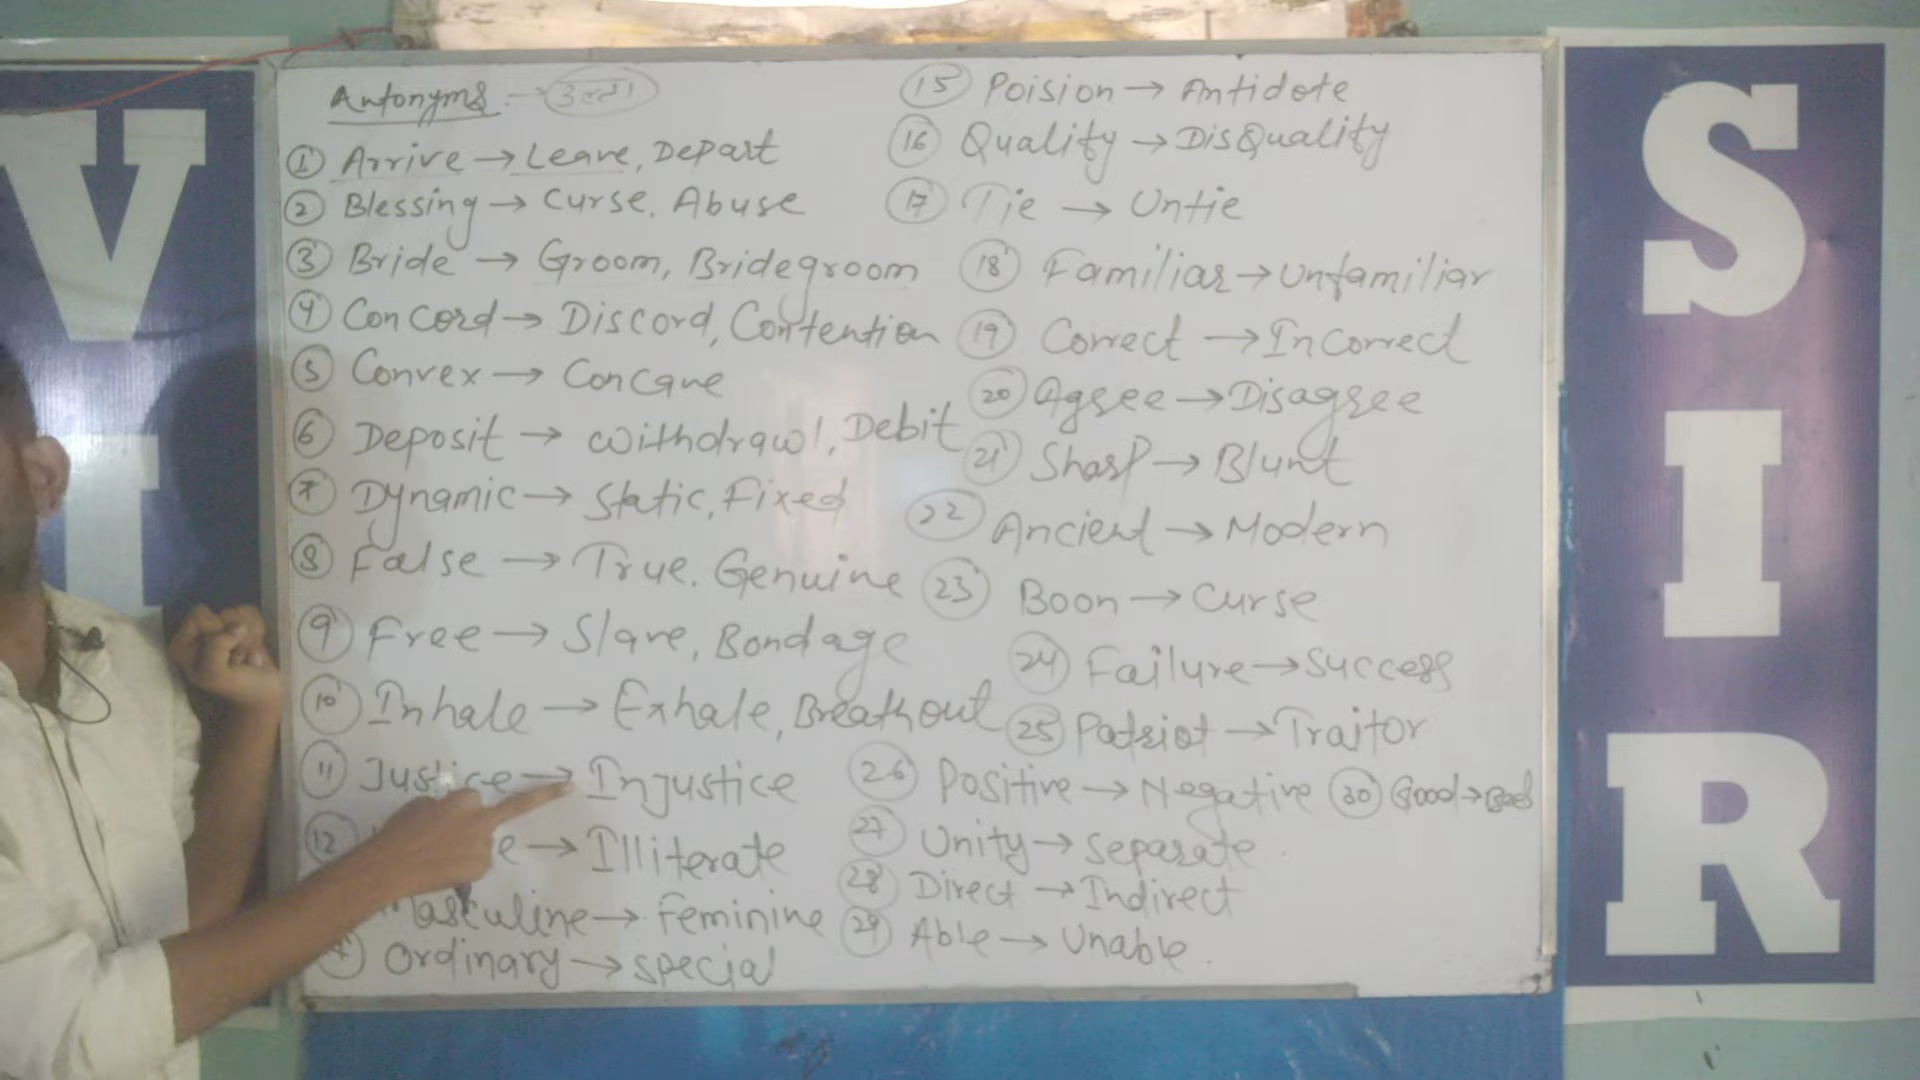 Antonyms → उल्टा
① Arrive → Leave, Depart
② Blessing → Curse, Abuse
③ Bride → Groom, Bridegroom
④ Concord → Discord, Contention
⑤ Convex → Concave
⑥ Deposit → Withdrawl, Debit
⑦ Dynamic → Static, Fixed
⑧ False → True, Genuine
⑨ Free → Slave, Bondage
⑩ Inhale → Exhale, Breathout
⑪ Justice → Injustice
⑫ → Illiterate
Masculine → Feminine
Ordinary → Special
⑮ Poision → Antidote
⑯ Quality → DisQuality
⑰ Tie → Untie
⑱ Familiar → Unfamiliar
⑲ Correct → InCorrect
⑳ Agree → Disagree
㉑ Sharp → Blunt
㉒ Ancient → Modern
㉓ Boon → Curse
㉔ Failure → Success
㉕ Patriot → Traitor
㉖ Positive → Negative ㉚ Good → Bad
㉗ Unity → Separate
㉘ Direct → Indirect
㉙ Able → Unable
VI
SIR